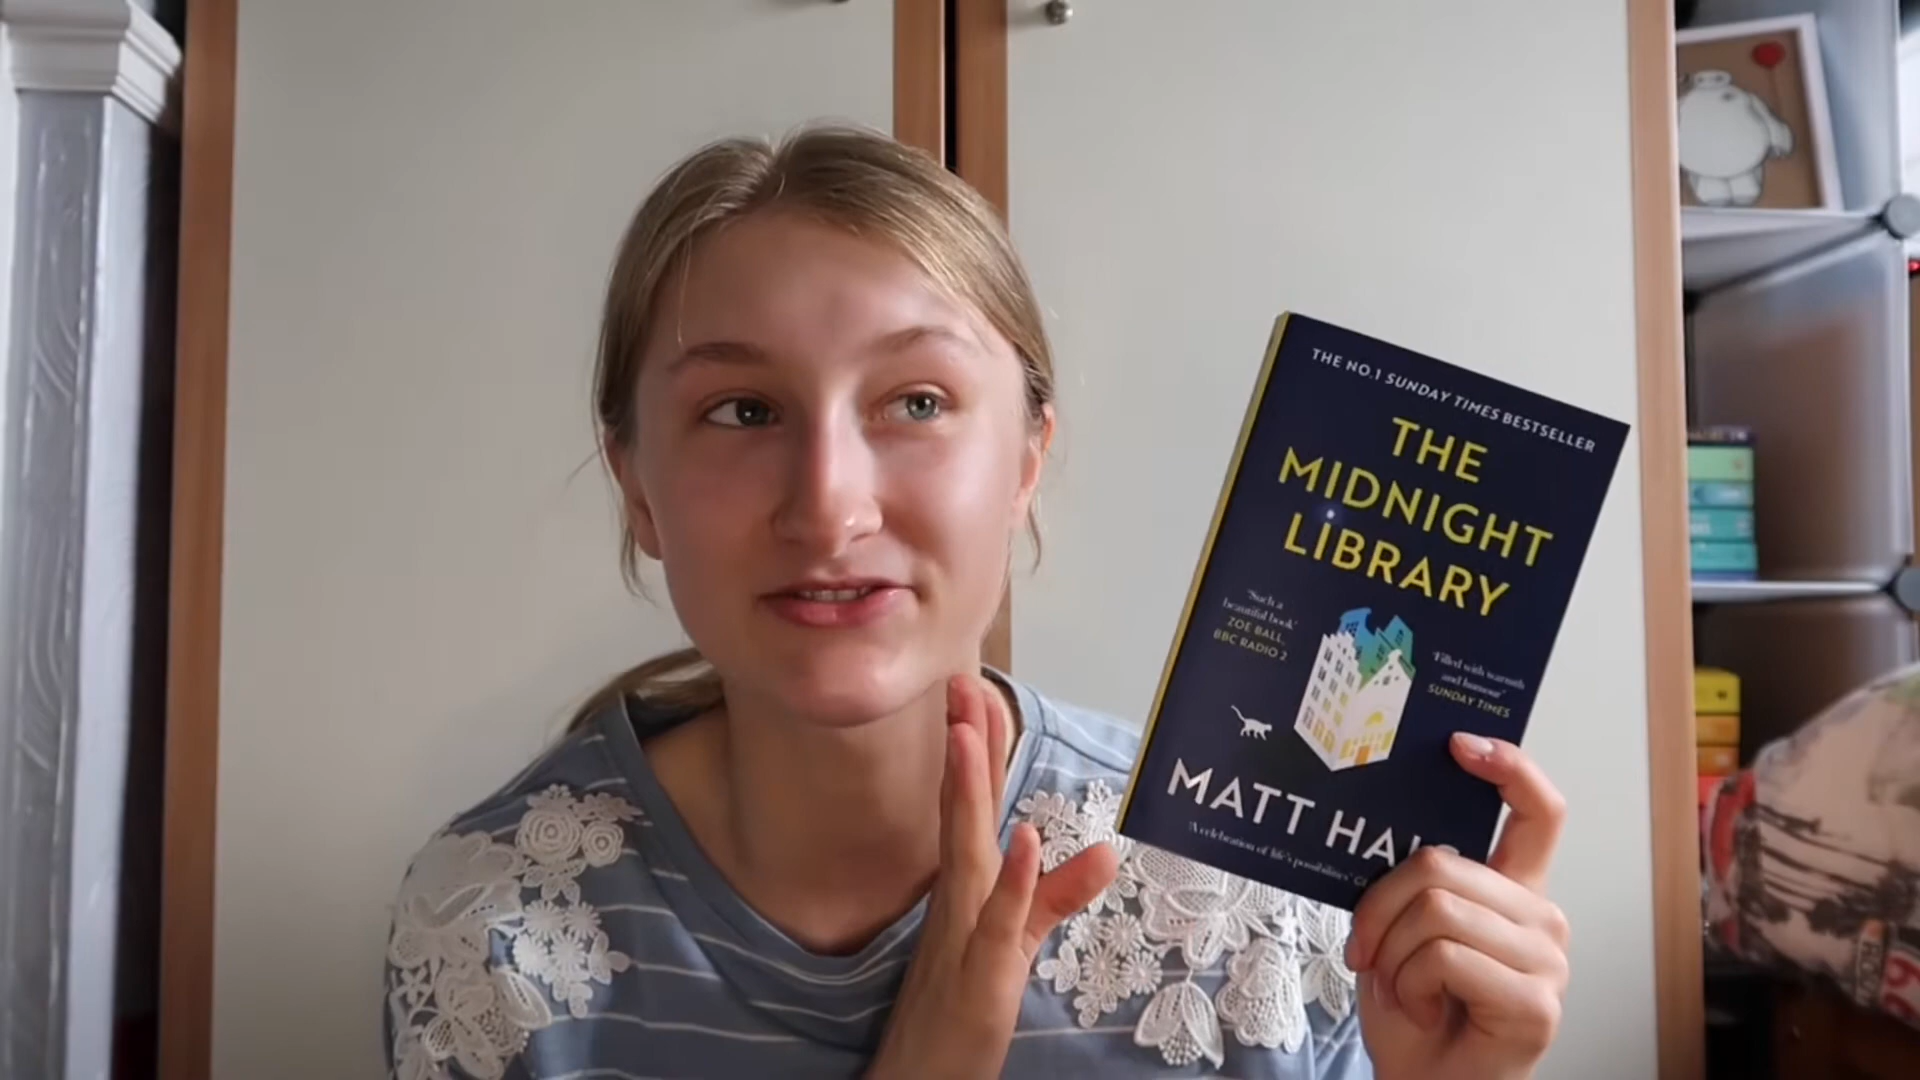 THE NO.1 SUNDAY TIMES BESTSELLER
THE
MIDNIGHT
LIBRARY
'Such a
beautiful book'
ZOE BALL,
BBC RADIO 2
'Filled with warmth
and humour'
SUNDAY TIMES
MATT HAI
'A celebration of life's possibilities'